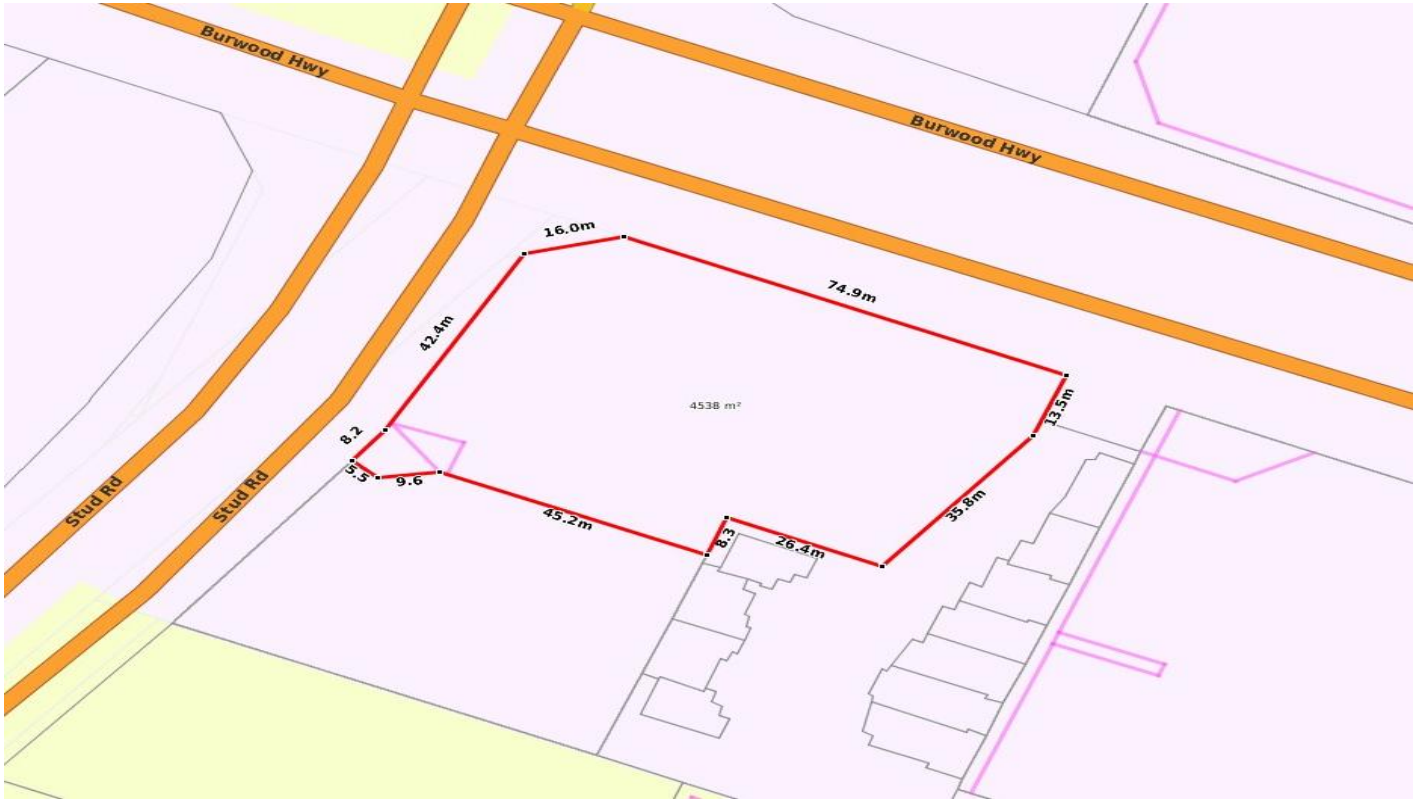 Burwood Hwy
Burwood Hwy
16.0m
74.9m
42.4m
13.5m
4538 m²
8.2
5.5
9.6
Stud Rd
Stud Rd
45.2m
8.3
26.4m
35.8m